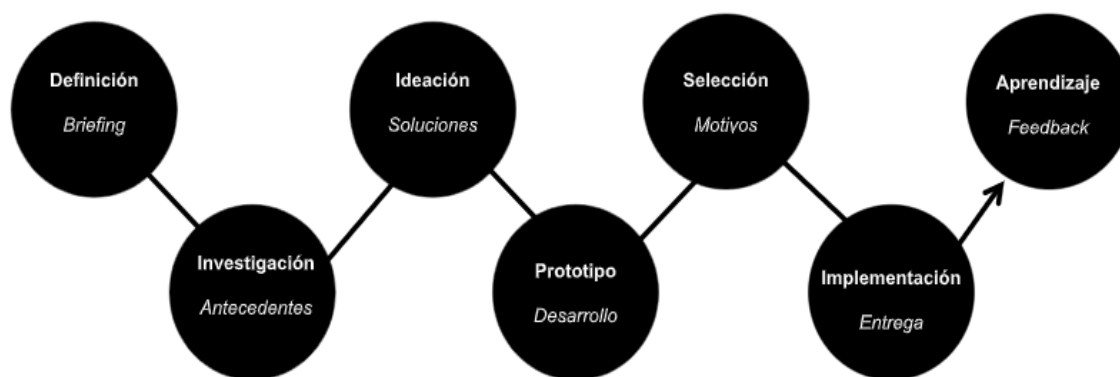 Definición
Briefing
Investigación
Antecedentes
Ideación
Soluciones
Prototipo
Desarrollo
Selección
Motivos
Implementación
Entrega
Aprendizaje
Feedback